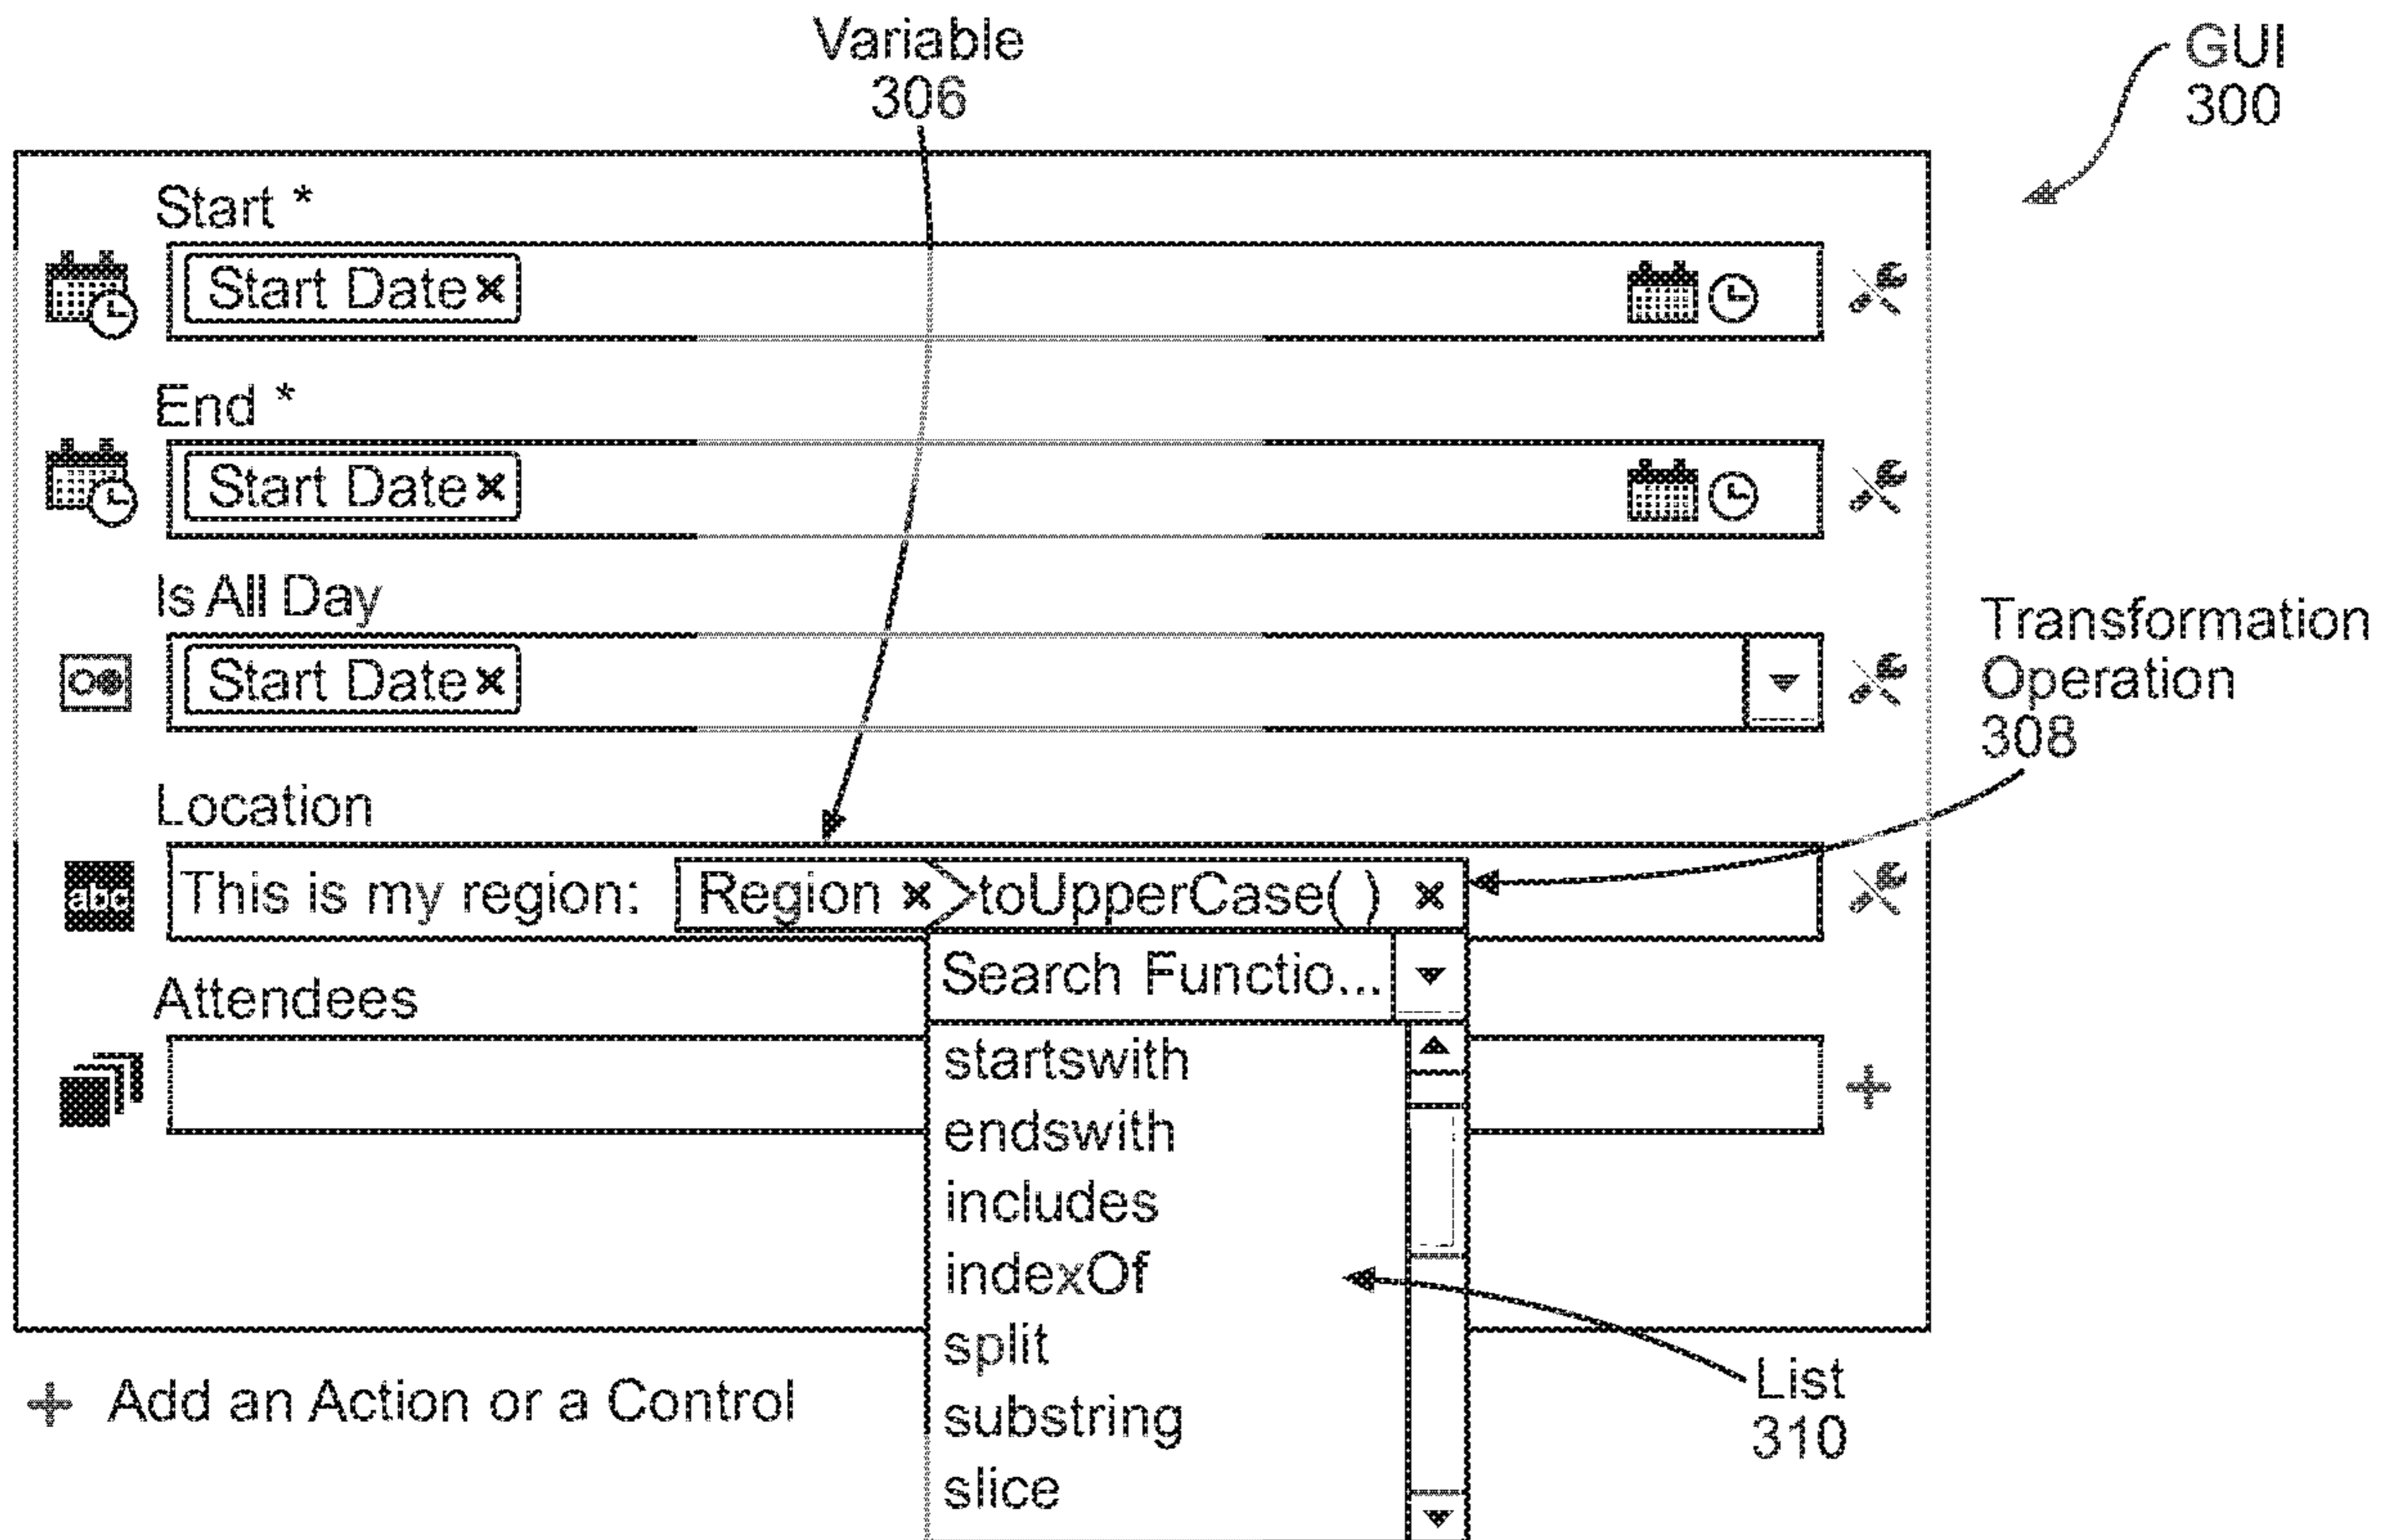 Variable
306
GUI
300
Start *
Start Date ×
End *
Start Date ×
Is All Day
Start Date ×
Transformation
Operation
308
Location
abc
This is my region: Region × toUpperCase( ) ×
Search Functio...
Attendees
startswith
endswith
includes
indexOf
split
substring
slice
List
310
+ Add an Action or a Control